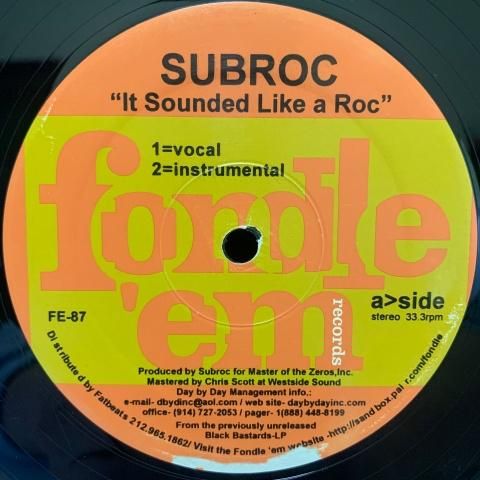 SUBROC
“It Sounded Like a Roc”
1=vocal
2=instrumental
fondle
'em
records
a>side
stereo 33.3rpm
FE-87
Produced by Subroc for Master of the Zeros,Inc.
Mastered by Chris Scott at Westside Sound
Day by Day Management info.:
e-mail- dbydinc@aol.com / web site- daybydayinc.com
office- (914) 727-2053 / pager- 1(888) 448-8199
From the previously unreleased
Black Bastards-LP
Distributed by Fatbeats 212.965.1862/ Visit the Fondle 'em website -http://sandbox.pair.com/fondle